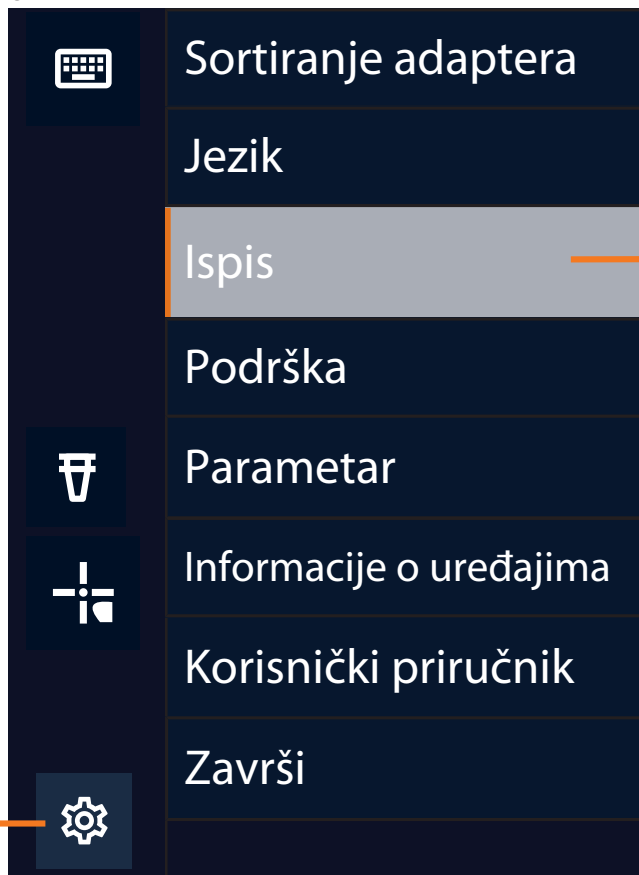 Sortiranje adaptera
Jezik
Ispis
Podrška
Parametar
Informacije o uređajima
Korisnički priručnik
Završi